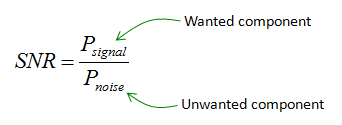 Wanted component
SNR = P_signal / P_noise
Unwanted component